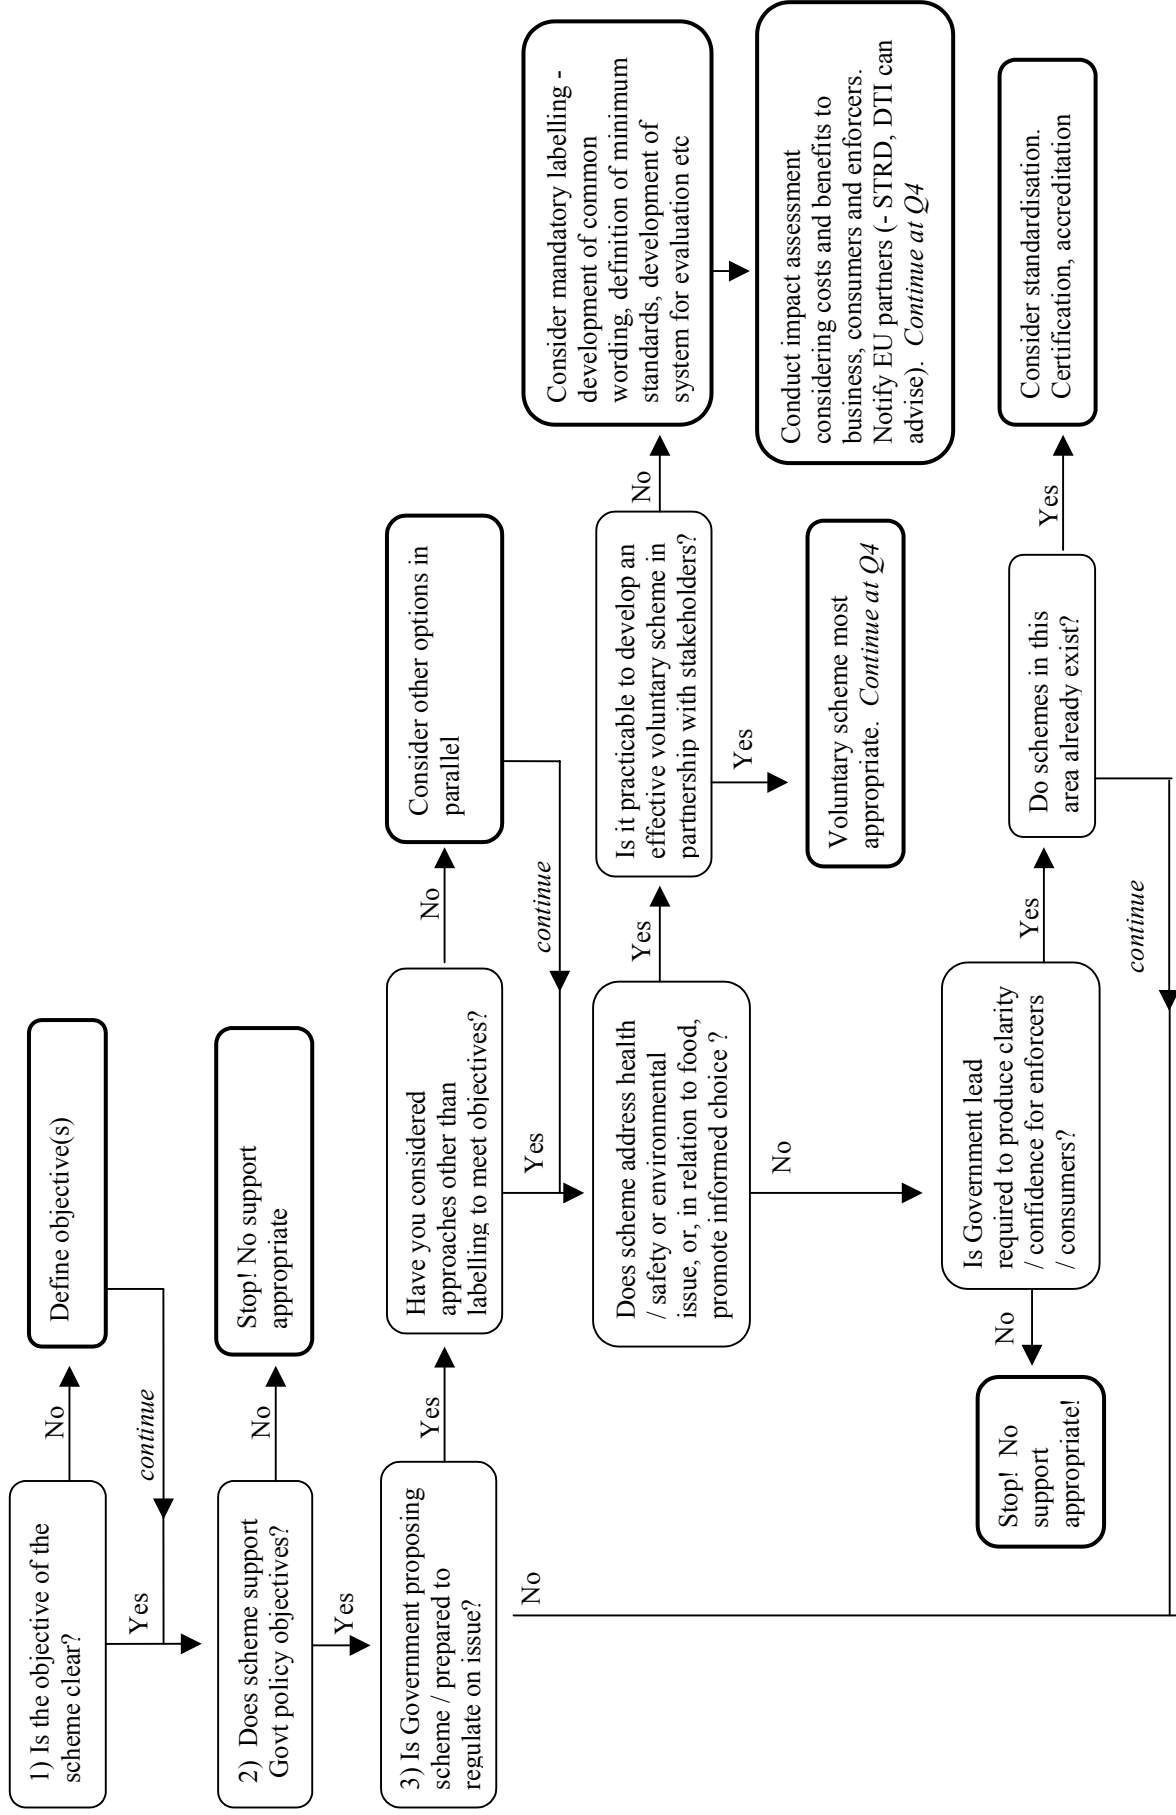 1) Is the objective of the
scheme clear?
No
Define objective(s)
continue
Yes
2)  Does scheme support
Govt policy objectives?
No
Stop! No support
appropriate
Yes
3) Is Government proposing
scheme / prepared to
regulate on issue?
Yes
Have you considered
approaches other than
labelling to meet objectives?
No
Consider other options in
parallel
continue
Yes
No
Does scheme address health
/ safety or environmental
issue, or, in relation to food,
promote informed choice ?
Yes
Is it practicable to develop an
effective voluntary scheme in
partnership with stakeholders?
No
Consider mandatory labelling -
development of common
wording, definition of minimum
standards, development of
system for evaluation etc
Conduct impact assessment
considering costs and benefits to
business, consumers and enforcers.
Notify EU partners (- STRD, DTI can
advise).  Continue at Q4
Yes
Voluntary scheme most
appropriate.  Continue at Q4
No
Is Government lead
required to produce clarity
/ confidence for enforcers
/ consumers?
No
Stop!  No
support
appropriate!
Yes
Do schemes in this
area already exist?
Yes
Consider standardisation.
Certification, accreditation
continue